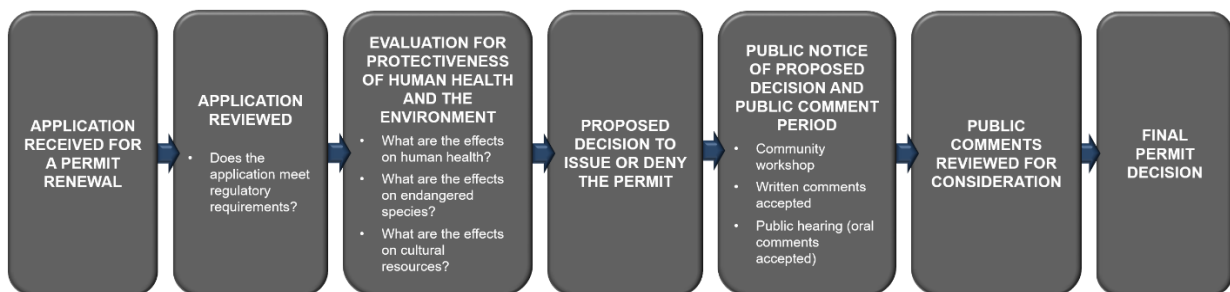 APPLICATION
RECEIVED FOR
A PERMIT
RENEWAL
APPLICATION
REVIEWED
• Does the
application meet
regulatory
requirements?
EVALUATION FOR
PROTECTIVENESS
OF HUMAN HEALTH
AND THE
ENVIRONMENT
• What are the effects
on human health?
• What are the effects
on endangered
species?
• What are the effects
on cultural
resources?
PROPOSED
DECISION TO
ISSUE OR DENY
THE PERMIT
PUBLIC NOTICE
OF PROPOSED
DECISION AND
PUBLIC COMMENT
PERIOD
• Community
workshop
• Written comments
accepted
• Public hearing (oral
comments
accepted)
PUBLIC
COMMENTS
REVIEWED FOR
CONSIDERATION
FINAL
PERMIT
DECISION